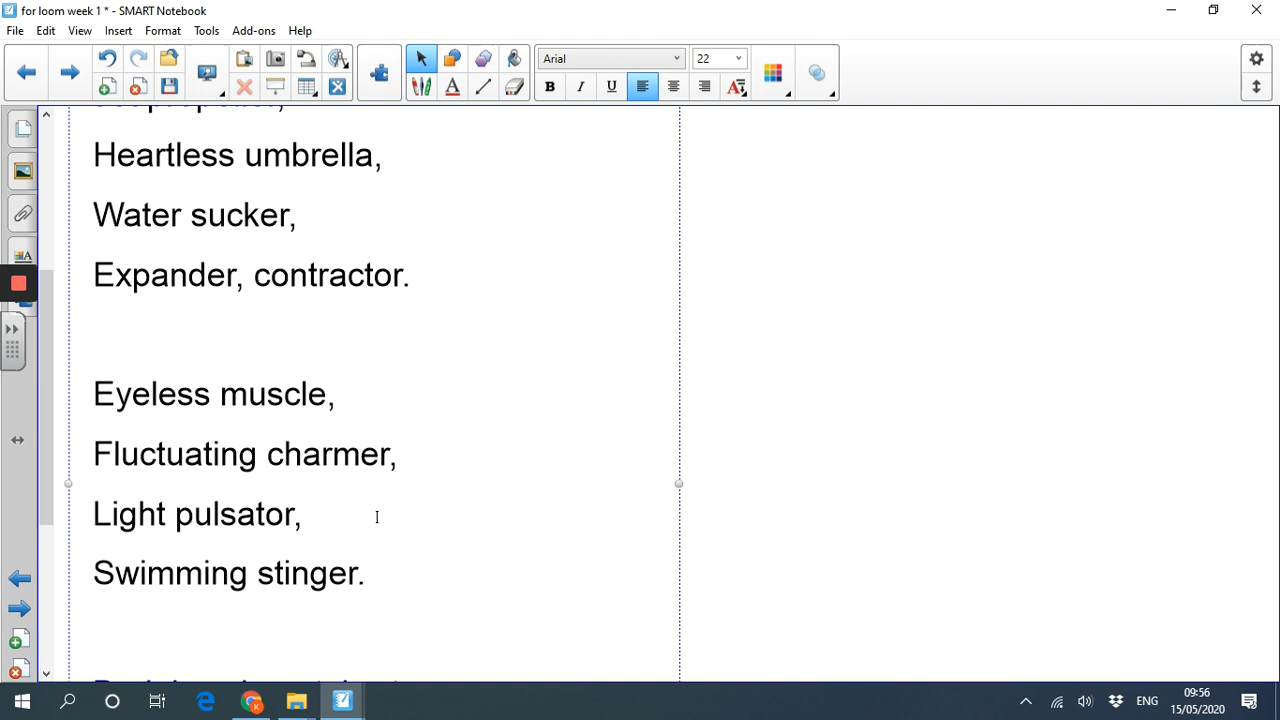 for loom week 1 * - SMART Notebook
File Edit View Insert Format Tools Add-ons Help
Arial 22
Heartless umbrella,
Water sucker,
Expander, contractor.
Eyeless muscle,
Fluctuating charmer,
Light pulsator,
Swimming stinger.
ENG
09:56
15/05/2020